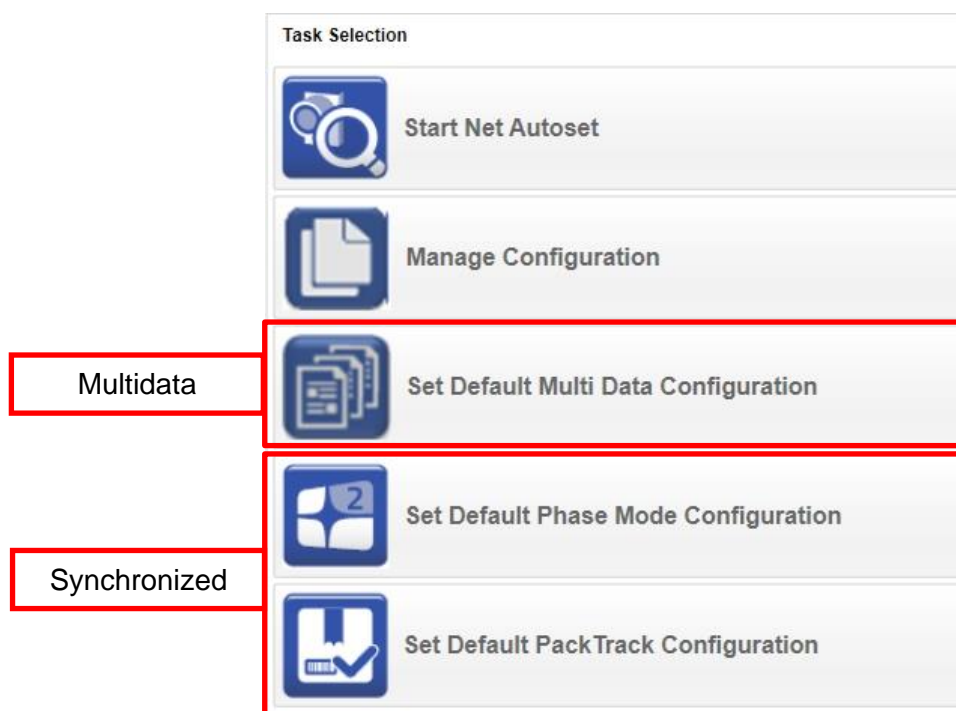 Task Selection
Start Net Autoset
Manage Configuration
Multidata
Set Default Multi Data Configuration
2
Set Default Phase Mode Configuration
Synchronized
Set Default PackTrack Configuration